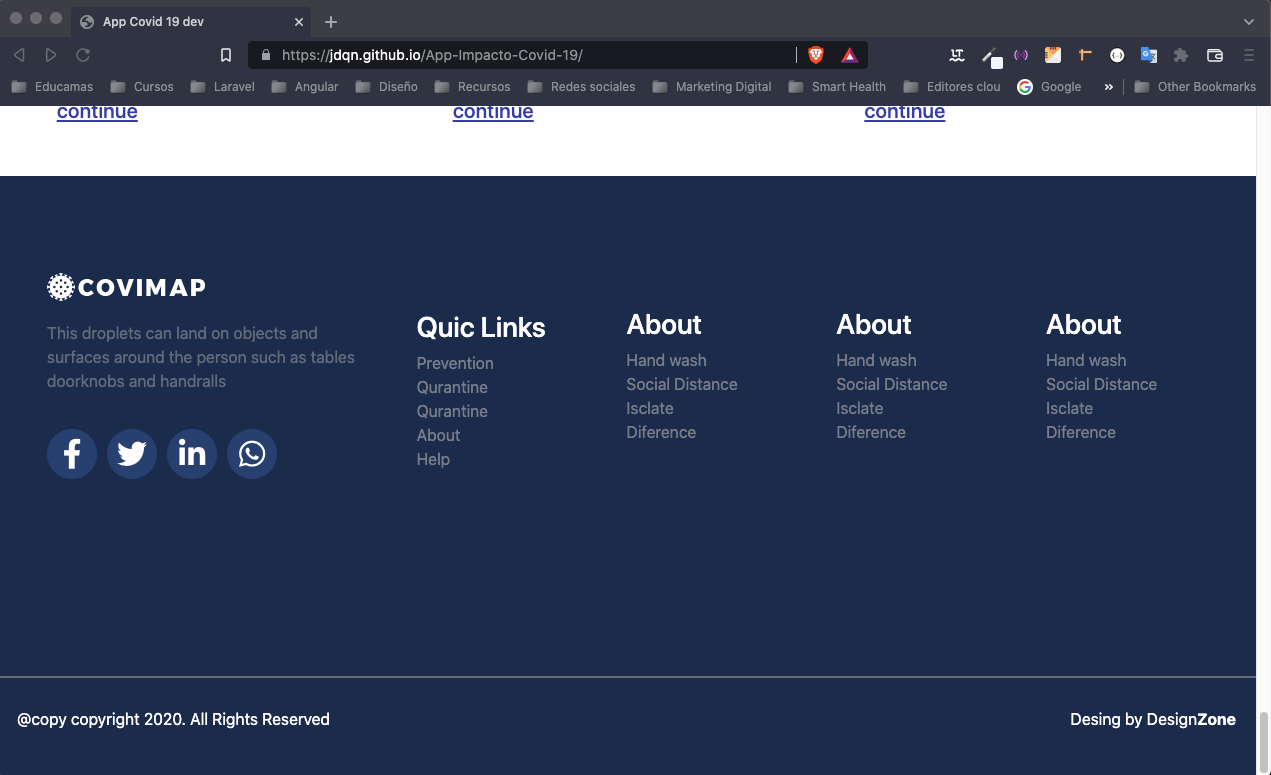 App Covid 19 dev
https://jdqn.github.io/App-Impacto-Covid-19/
Educamas Cursos Laravel Angular Diseño Recursos Redes sociales Marketing Digital Smart Health Editores clou Google » Other Bookmarks
continue continue continue
COVIMAP
This droplets can land on objects and
surfaces around the person such as tables
doorknobs and handralls
Quic Links
Prevention
Qurantine
Qurantine
About
Help
About
Hand wash
Social Distance
Isclate
Diference
About
Hand wash
Social Distance
Isclate
Diference
About
Hand wash
Social Distance
Isclate
Diference
@copy copyright 2020. All Rights Reserved
Desing by DesignZone